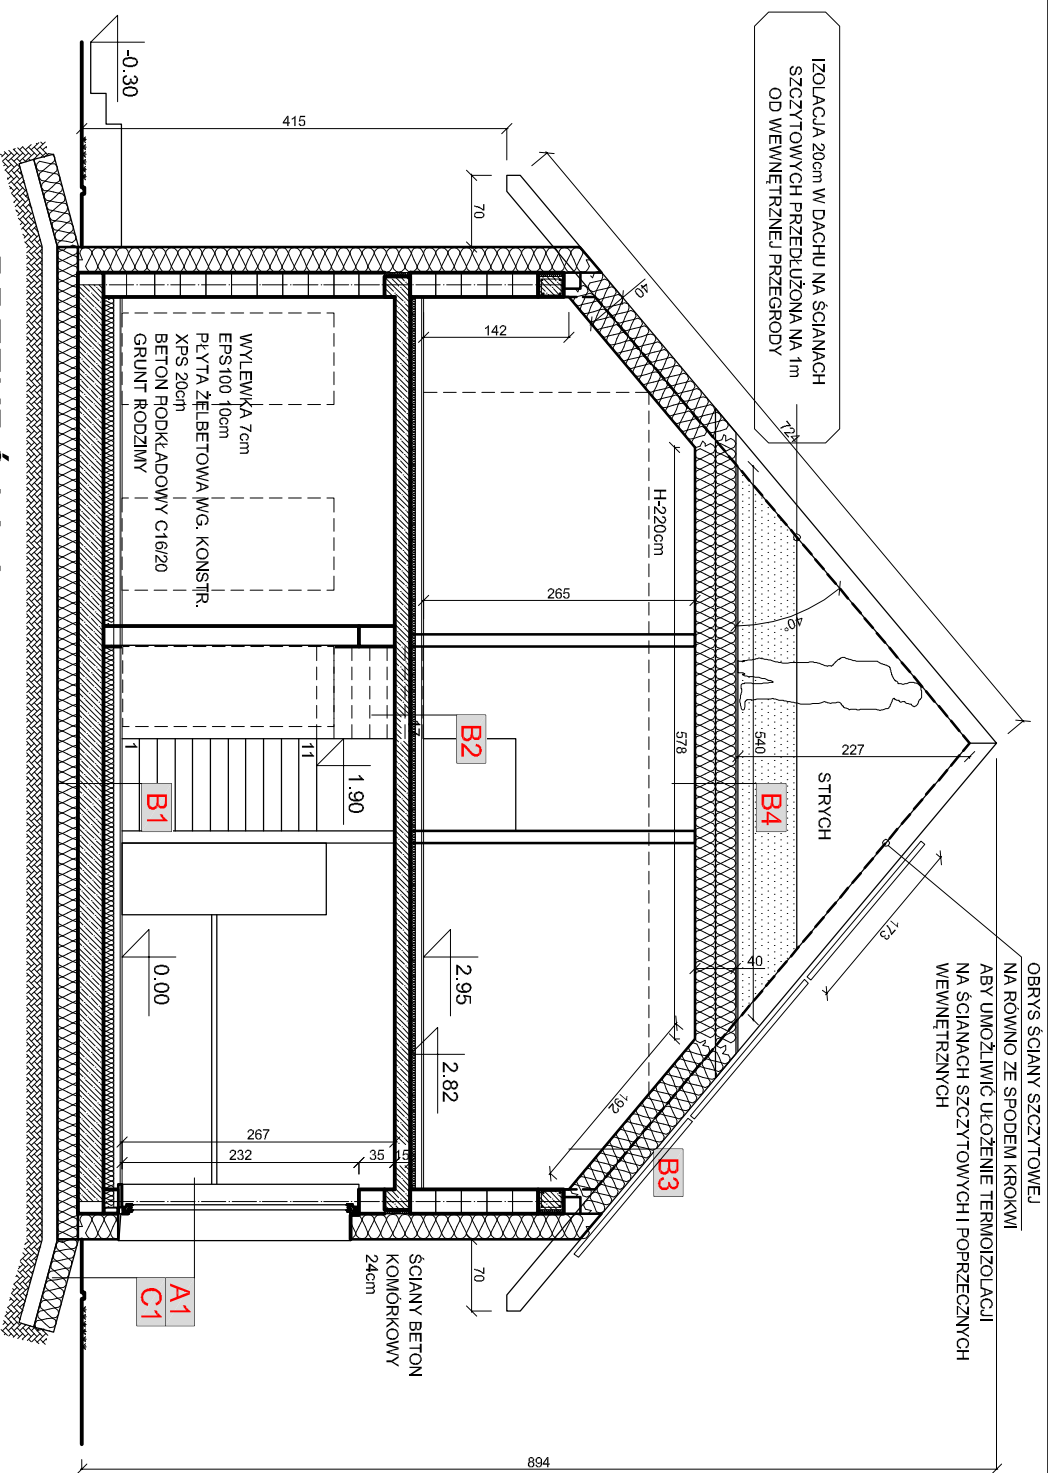 IZOLACJA 20cm W DACHU NA ŚCIANACH
SZCZYTOWYCH PRZEDŁUŻONA NA 1m
OD WEWNĘTRZNEJ PRZEGRODY
OBRYS ŚCIANY SZCZYTOWEJ
NA RÓWNO ZE SPODEM KROKWI
ABY UMOŻLIWIĆ UŁOŻENIE TERMOIZOLACJI
NA ŚCIANACH SZCZYTOWYCH I POPRZECZNYCH
WEWNĘTRZNYCH
724
40
173
227
STRYCH
40°
540
B4
40
578
H-220cm
265
142
192
B3
415
70
70
-0.30
B2
17
2.95
2.82
WYLEWKA 7cm
EPS100 10cm
PŁYTA ŻELBETOWA WG. KONSTR.
XPS 20cm
BETON PODKŁADOWY C16/20
GRUNT RODZIMY
1
11
1.90
B1
0.00
267
232
35
15
ŚCIANY BETON
KOMÓRKOWY
24cm
A1
C1
894